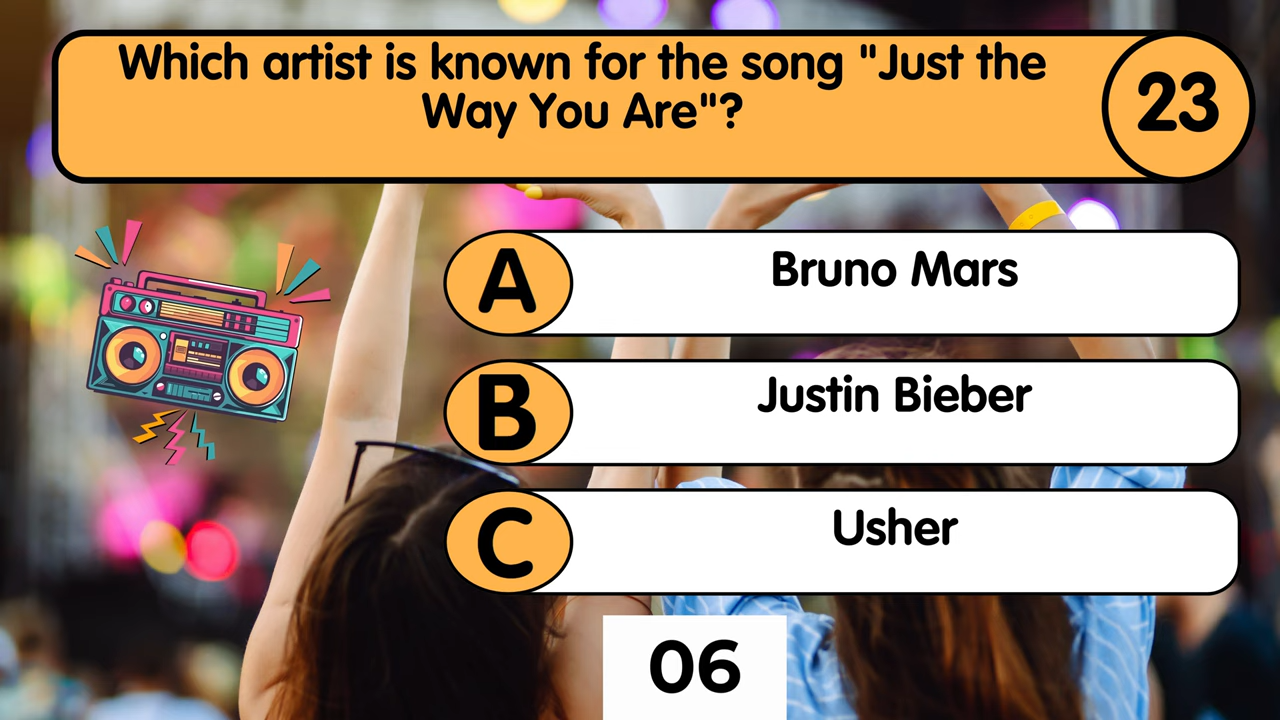 Which artist is known for the song "Just the
Way You Are"?
23
A
Bruno Mars
B
Justin Bieber
C
Usher
06